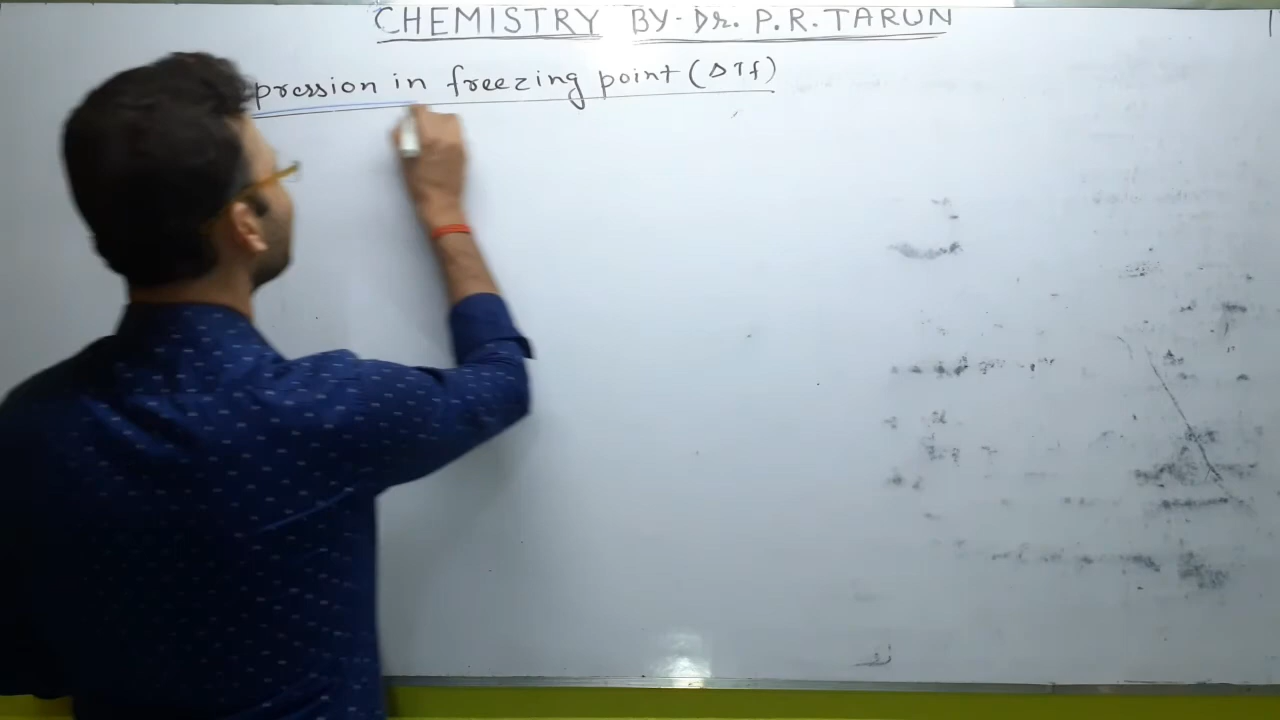 CHEMISTRY BY- Dr. P.R. TARUN
pression in freezing point (ΔTf)